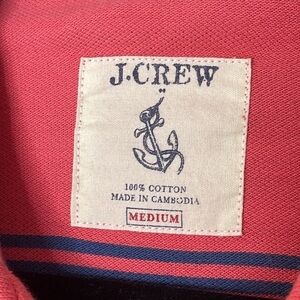 J.CREW
100% COTTON
MADE IN CAMBODIA
MEDIUM